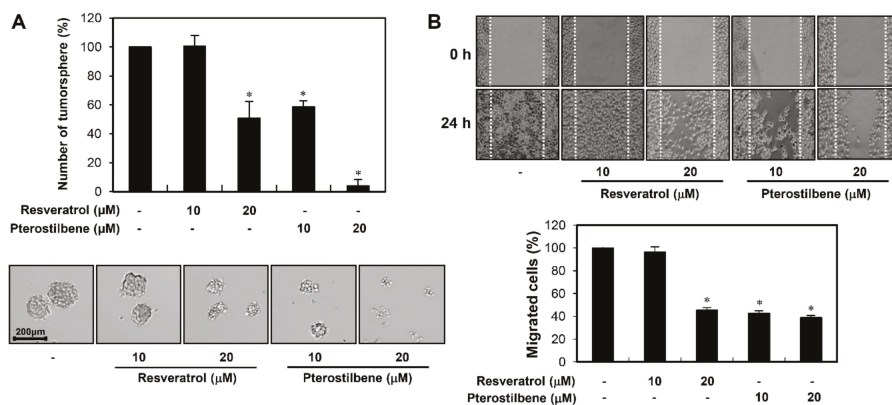 A
Number of tumorsphere (%)
120
100
80
60
40
20
0
*
*
*
Resveratrol (μM) - 10 20 - -
Pterostilbene (μM) - - - 10 20
200μm
- 10 20 10 20
Resveratrol (μM) Pterostilbene (μM)
B
0 h
24 h
- 10 20 10 20
Resveratrol (μM) Pterostilbene (μM)
Migrated cells (%)
120
100
80
60
40
20
0
*
*
*
Resveratrol (μM) - 10 20 - -
Pterostilbene (μM) - - - 10 20